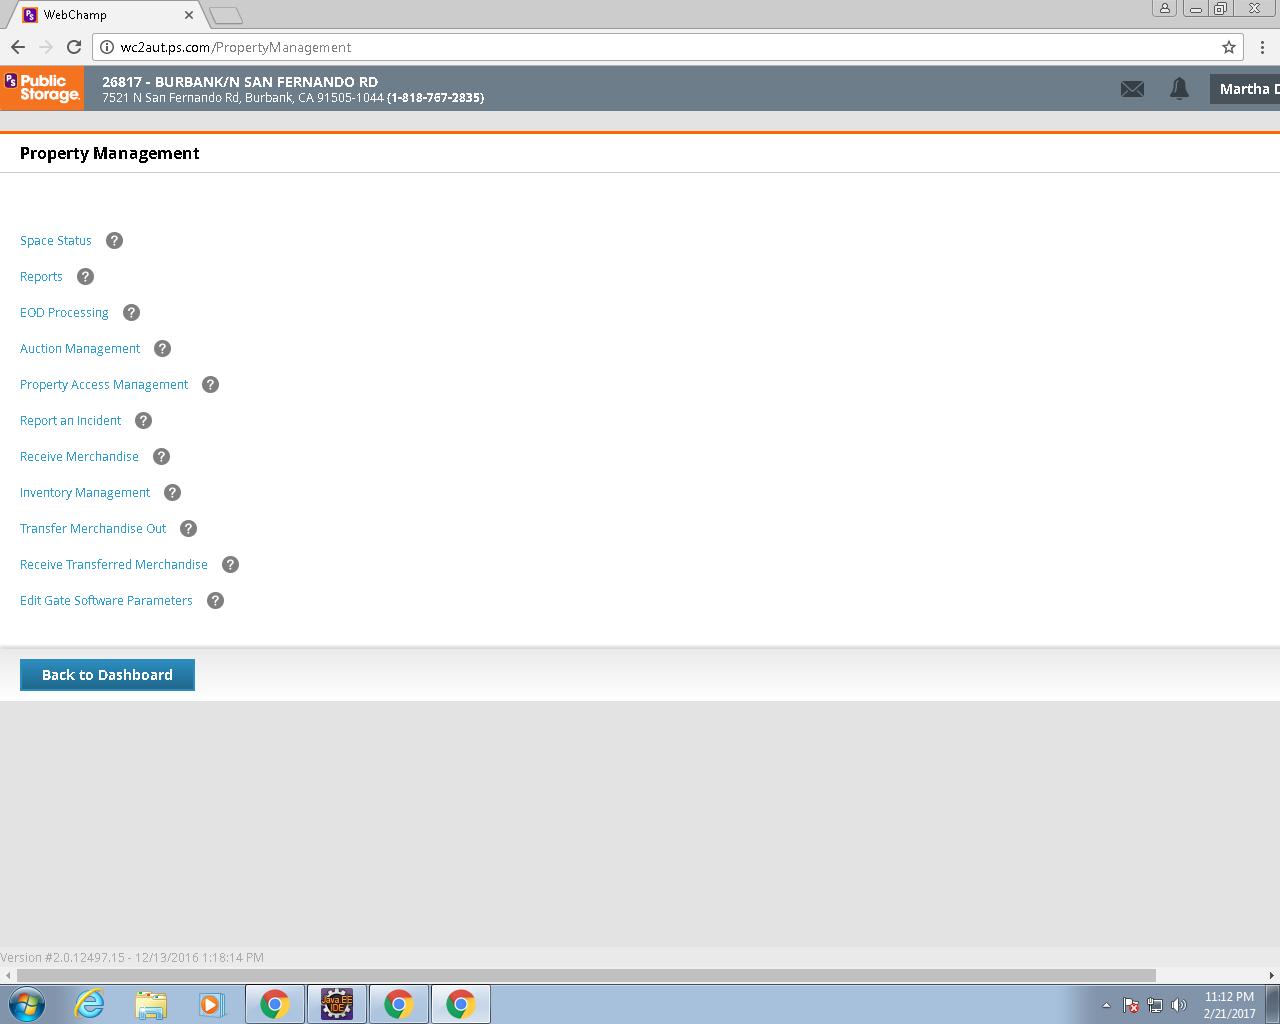 WebChamp
wc2aut.ps.com/PropertyManagement
PS Public
Storage
26817 - BURBANK/N SAN FERNANDO RD
7521 N San Fernando Rd, Burbank, CA 91505-1044 (1-818-767-2835)
Martha D
Property Management
Space Status ?
Reports ?
EOD Processing ?
Auction Management ?
Property Access Management ?
Report an Incident ?
Receive Merchandise ?
Inventory Management ?
Transfer Merchandise Out ?
Receive Transferred Merchandise ?
Edit Gate Software Parameters ?
Back to Dashboard
Version #2.0.12497.15 - 12/13/2016 1:18:14 PM
Java EE
IDE
11:12 PM
2/21/2017